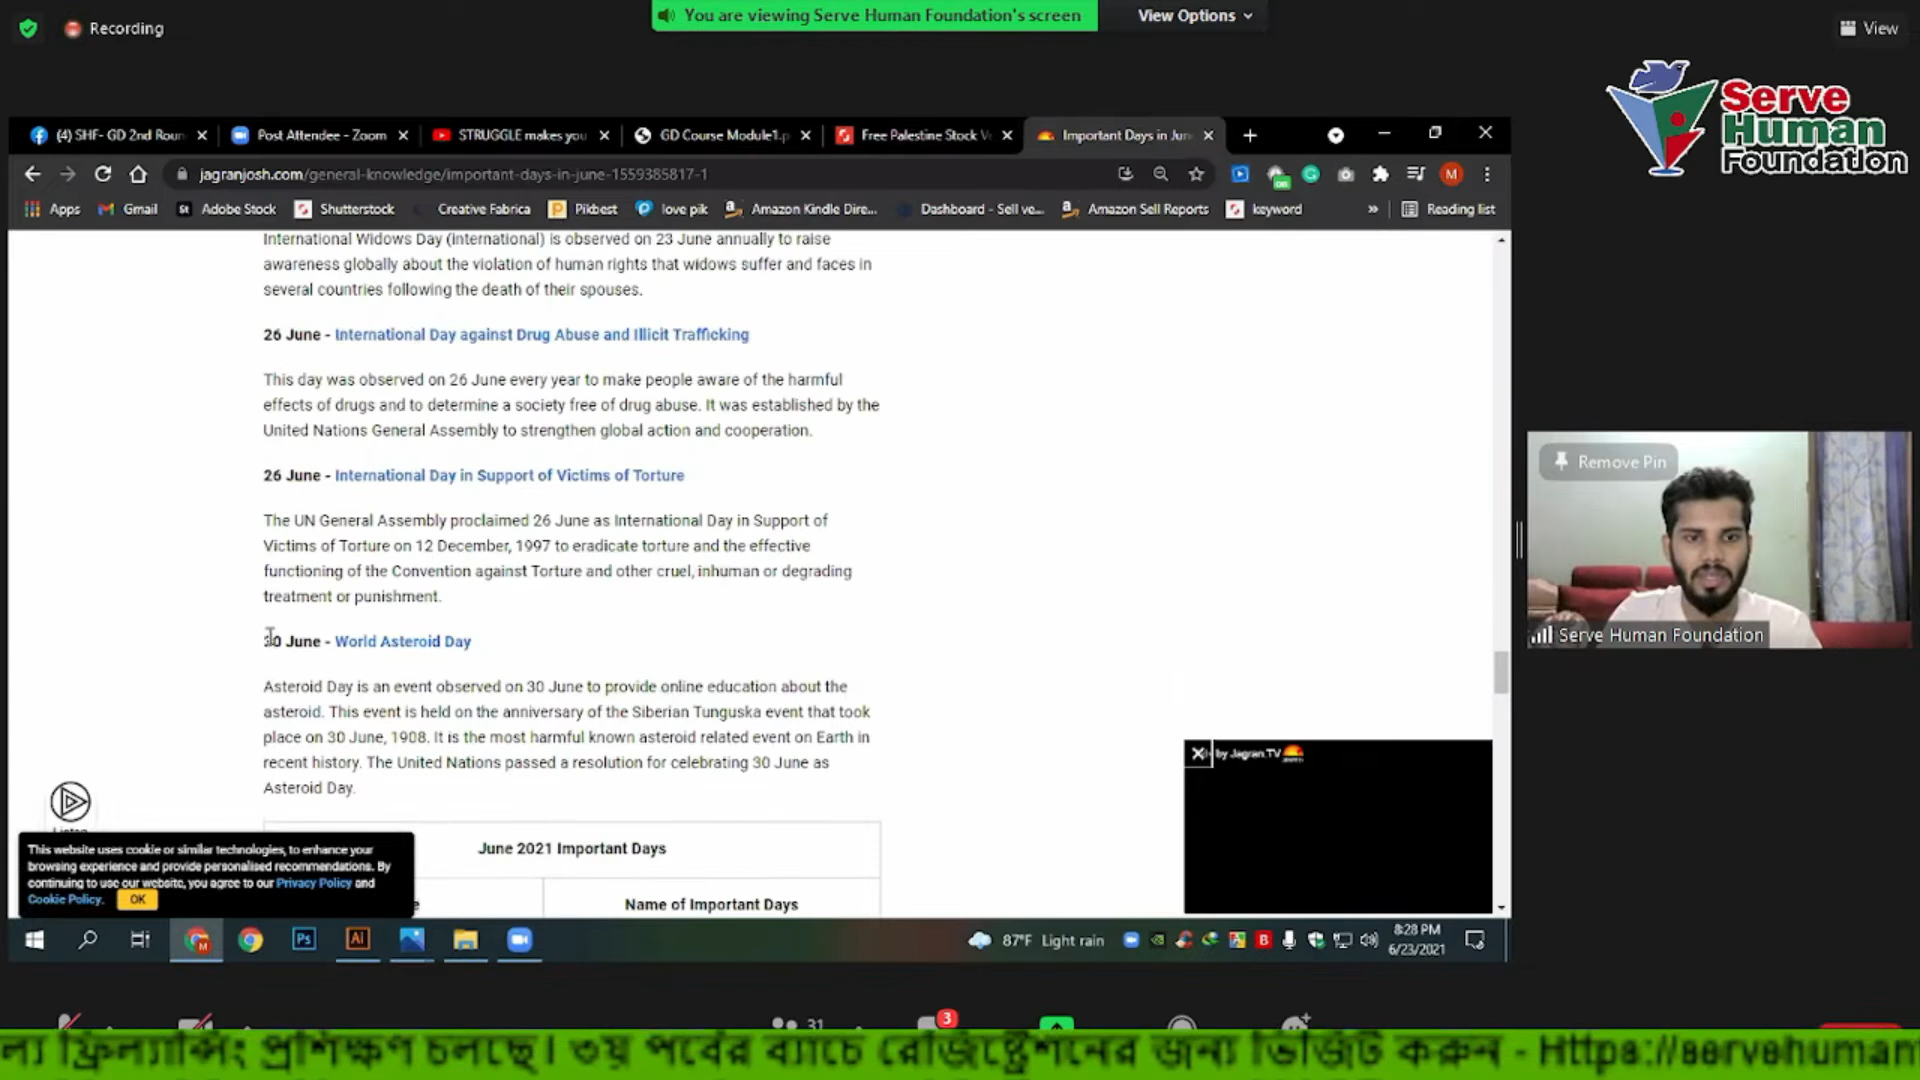 Recording
You are viewing Serve Human Foundation's screen
View Options
View
Serve
Human
Foundation
(4) SHF- GD 2nd Roun
Post Attendee - Zoom
STRUGGLE makes you
GD Course Module1.p
Free Palestine Stock V
Important Days in Jun
jagranjosh.com/general-knowledge/important-days-in-june-1559385817-1
M
Apps
Gmail
St Adobe Stock
Shutterstock
Creative Fabrica
Pikbest
love pik
Amazon Kindle Dire...
Dashboard - Sell ve...
Amazon Sell Reports
keyword
»
Reading list
International Widows Day (international) is observed on 23 June annually to raise
awareness globally about the violation of human rights that widows suffer and faces in
several countries following the death of their spouses.
26 June - International Day against Drug Abuse and Illicit Trafficking
This day was observed on 26 June every year to make people aware of the harmful
effects of drugs and to determine a society free of drug abuse. It was established by the
United Nations General Assembly to strengthen global action and cooperation.
26 June - International Day in Support of Victims of Torture
The UN General Assembly proclaimed 26 June as International Day in Support of
Victims of Torture on 12 December, 1997 to eradicate torture and the effective
functioning of the Convention against Torture and other cruel, inhuman or degrading
treatment or punishment.
30 June - World Asteroid Day
Asteroid Day is an event observed on 30 June to provide online education about the
asteroid. This event is held on the anniversary of the Siberian Tunguska event that took
place on 30 June, 1908. It is the most harmful known asteroid related event on Earth in
recent history. The United Nations passed a resolution for celebrating 30 June as
Asteroid Day.
June 2021 Important Days
Name of Important Days
This website uses cookie or similar technologies, to enhance your
browsing experience and provide personalised recommendations. By
continuing to use our website, you agree to our Privacy Policy and
Cookie Policy. OK
by Jagran.TV
Remove Pin
Serve Human Foundation
Ps
Ai
87°F Light rain
B
8:28 PM
6/23/2021
31
3
ল্য ফ্রিল্যান্সিং প্রশিক্ষণ চলছে। ৩য় পর্বের ব্যাচে রেজিস্ট্রেশনের জন্য ভিজিট করুন - Https://servehuman